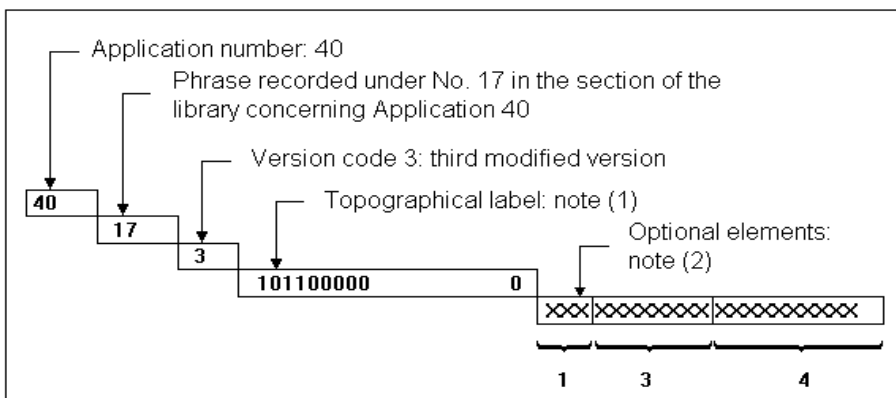 Application number: 40
Phrase recorded under No. 17 in the section of the
library concerning Application 40
Version code 3: third modified version
40
Topographical label: note (1)
17
Optional elements:
3
note (2)
101100000 0
XXX XXXXXXXX XXXXXXXXXX
1 3 4